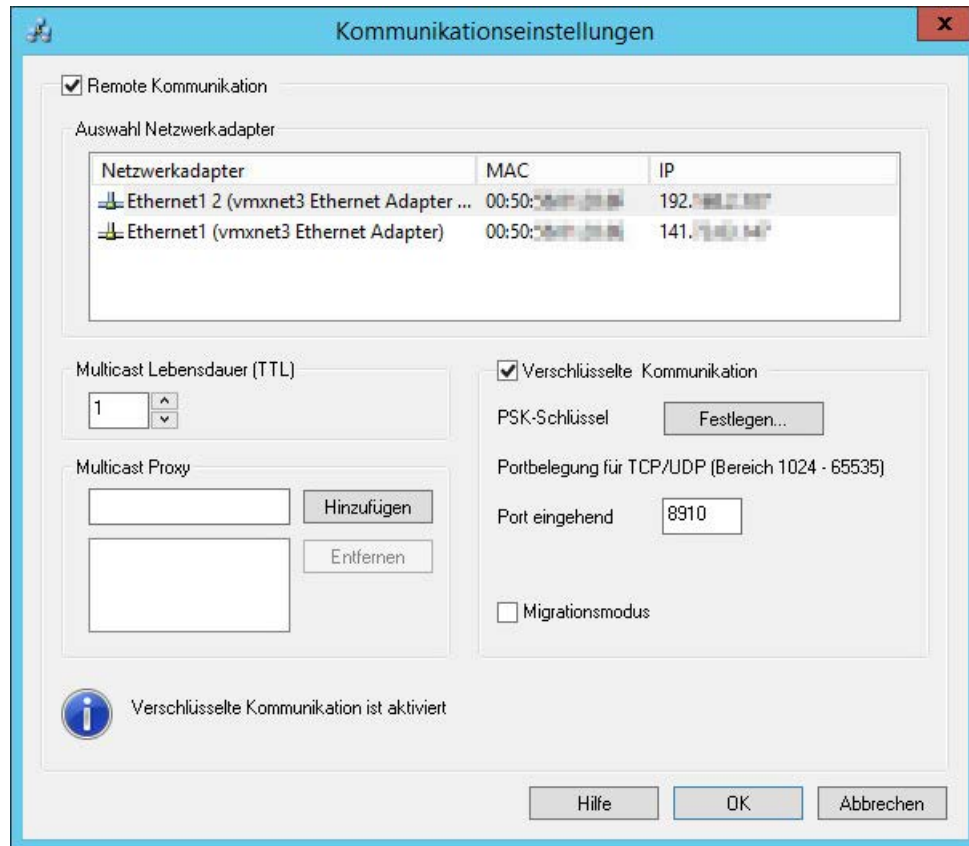 Kommunikationseinstellungen
x
Remote Kommunikation
Auswahl Netzwerkadapter
Netzwerkadapter MAC IP
Ethernet1 2 (vmxnet3 Ethernet Adapter ... 00:50: 192.
Ethernet1 (vmxnet3 Ethernet Adapter) 00:50: 141.
Multicast Lebensdauer (TTL)
1
Multicast Proxy
Hinzufügen
Entfernen
Verschlüsselte Kommunikation
PSK-Schlüssel Festlegen...
Portbelegung für TCP/UDP (Bereich 1024 - 65535)
Port eingehend 8910
Migrationsmodus
Verschlüsselte Kommunikation ist aktiviert
Hilfe OK Abbrechen